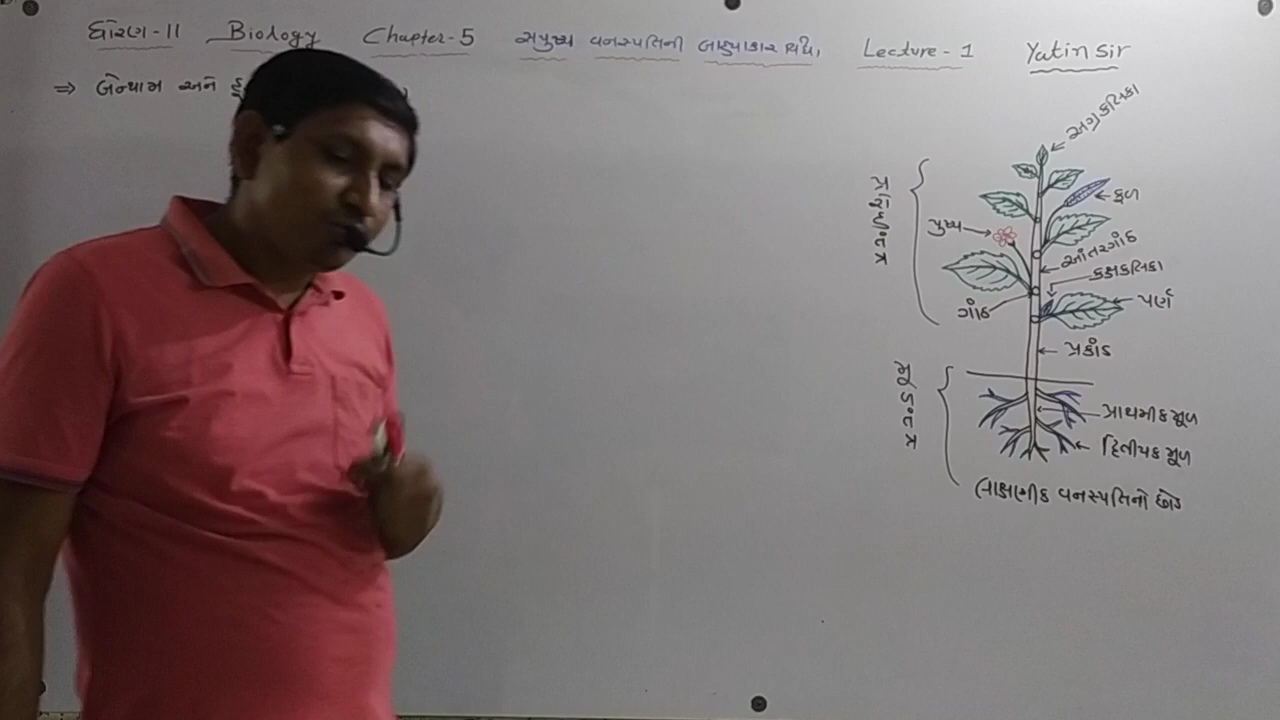 ધોરણ-11 Biology Chapter-5 સપુષ્પ વનસ્પતિની બાહ્યાકાર વિદ્યા Lecture-1 Yatin Sir
⇒ બેન્થામ અને હૂ
અગ્રકલિકા
ફળ
પુષ્પ
આંતરગાંઠ
કક્ષકલિકા
પર્ણ
ગાંઠ
પ્રકાંડ
પ્રરોહતંત્ર
મૂળતંત્ર
પ્રાથમીક મૂળ
દ્વિતીયક મૂળ
લાક્ષણીક વનસ્પતિનો છોડ